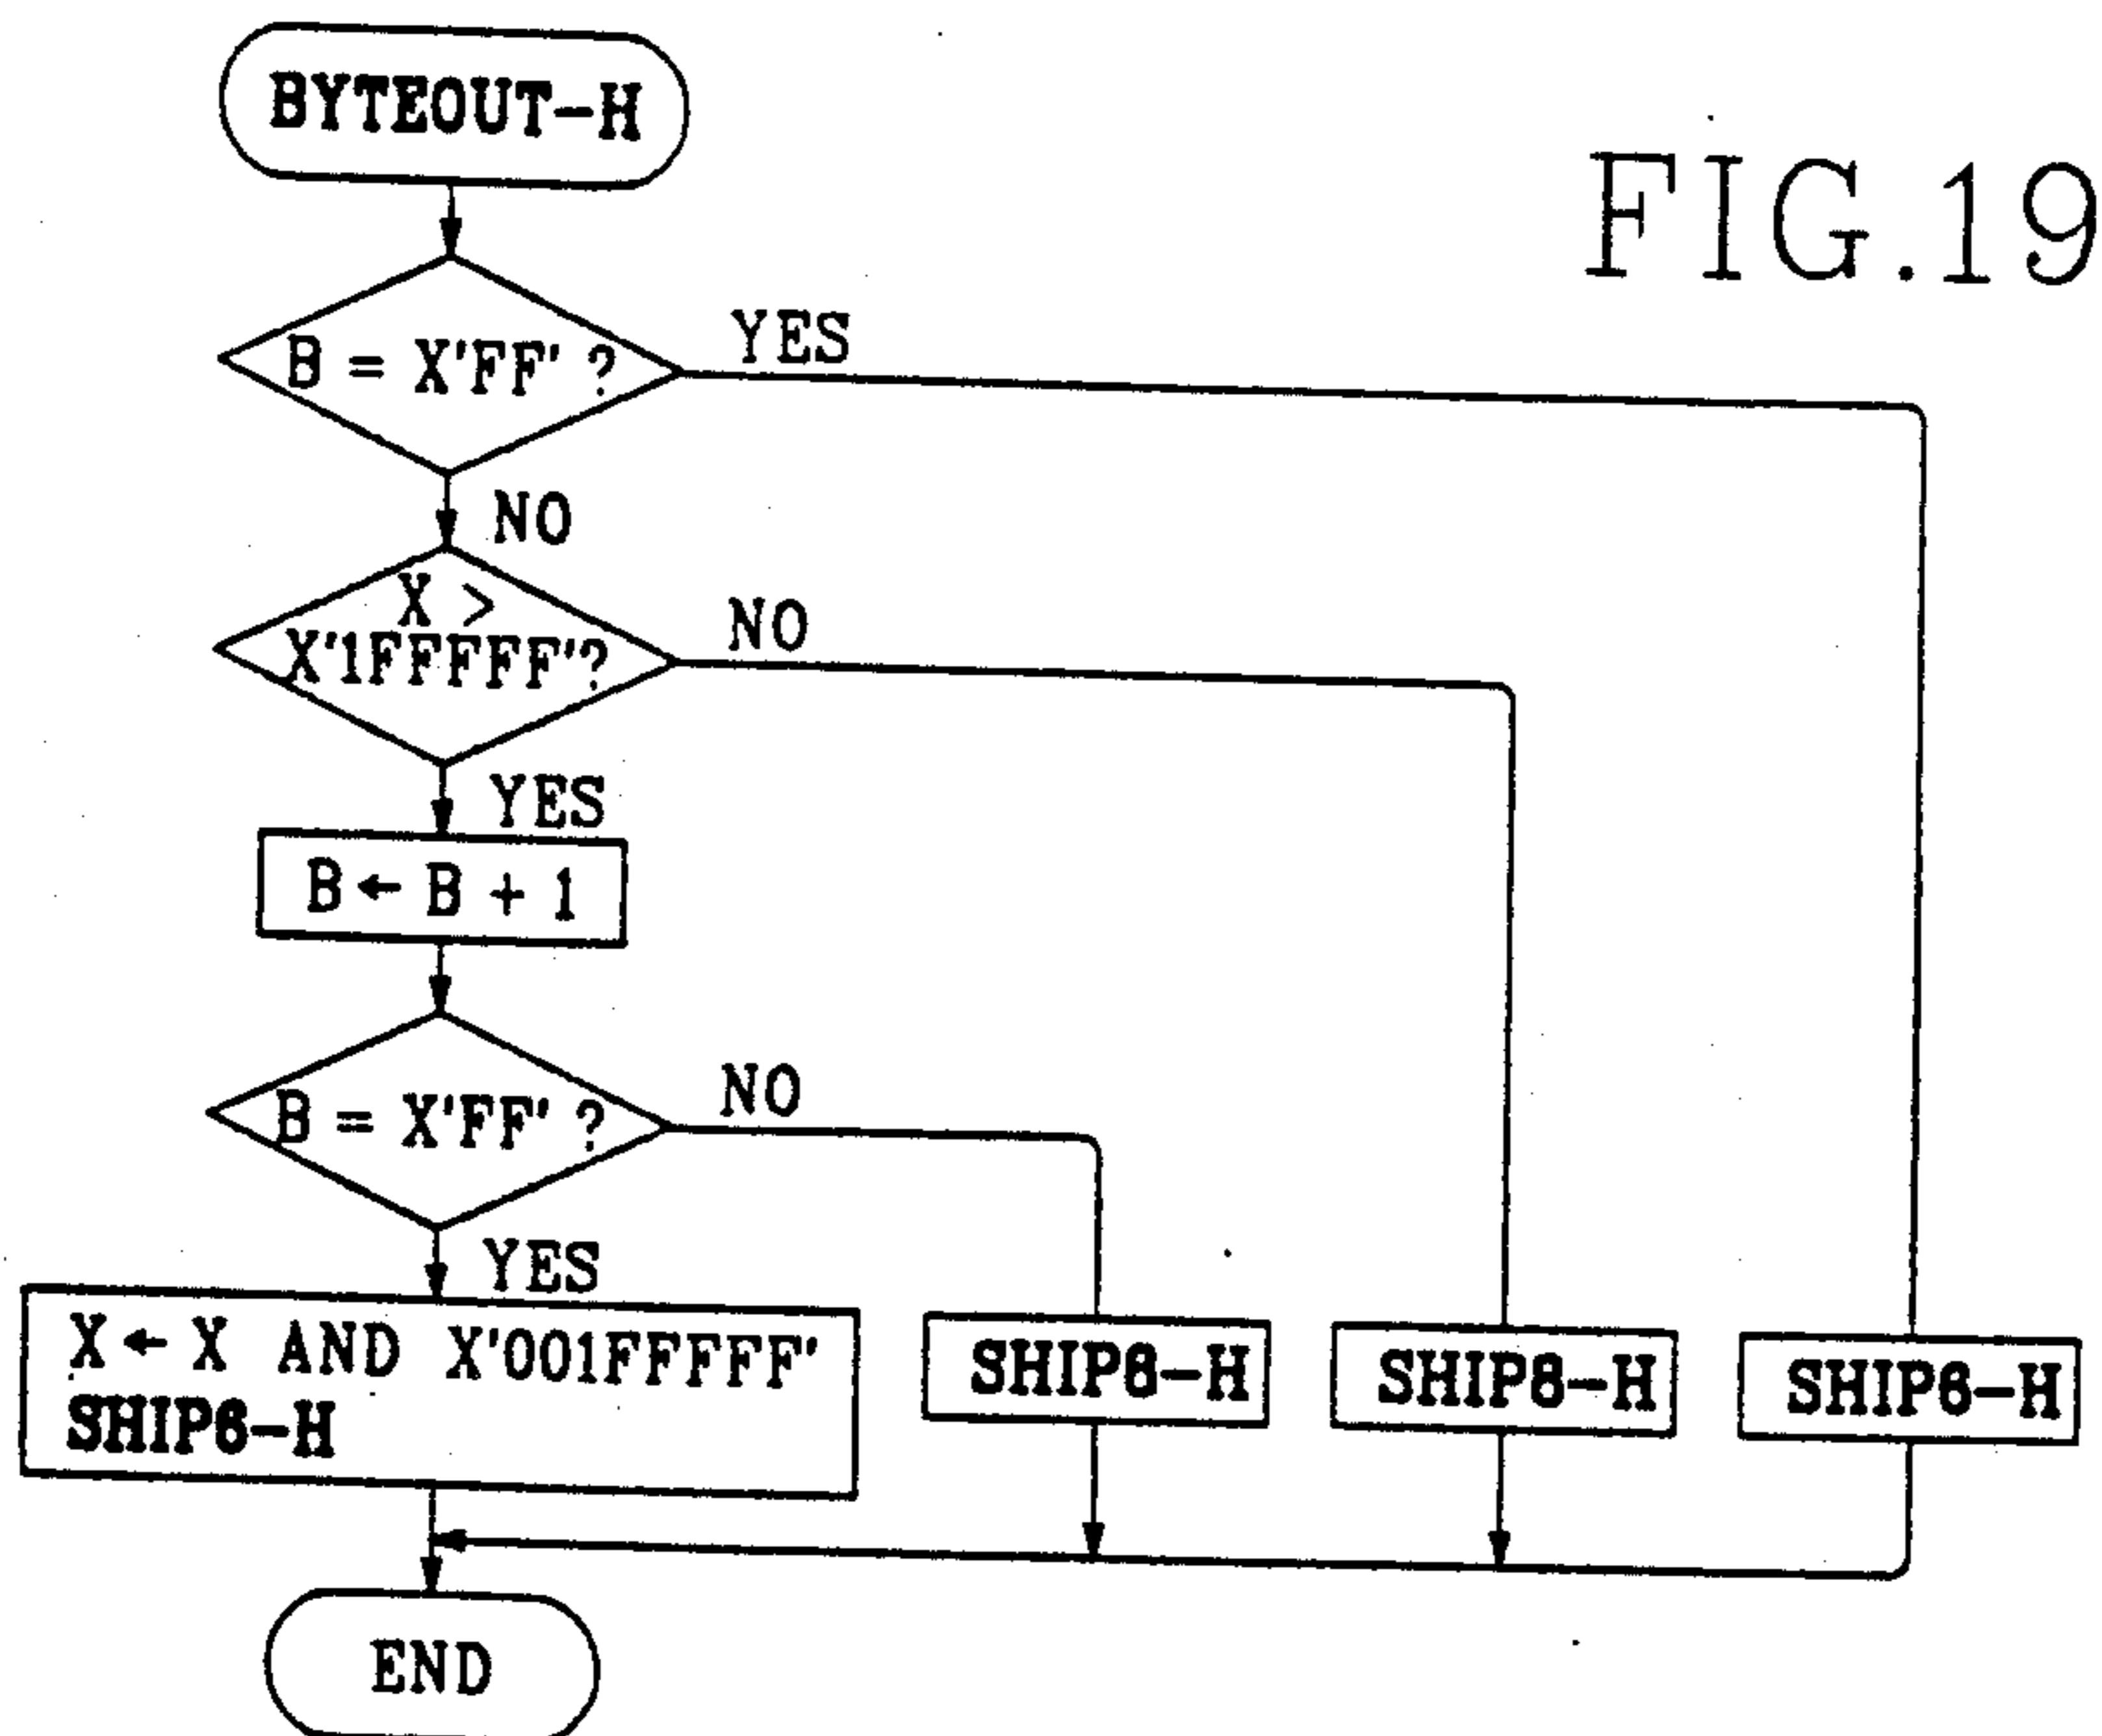 BYTEOUT-H
FIG.19
B = X'FF' ?
YES
NO
X >
X'1FFFFF'?
NO
YES
B ← B + 1
B = X'FF' ?
NO
YES
X ← X AND X'001FFFFF'
SHIP6-H
SHIP8-H
SHIP8-H
SHIP6-H
END